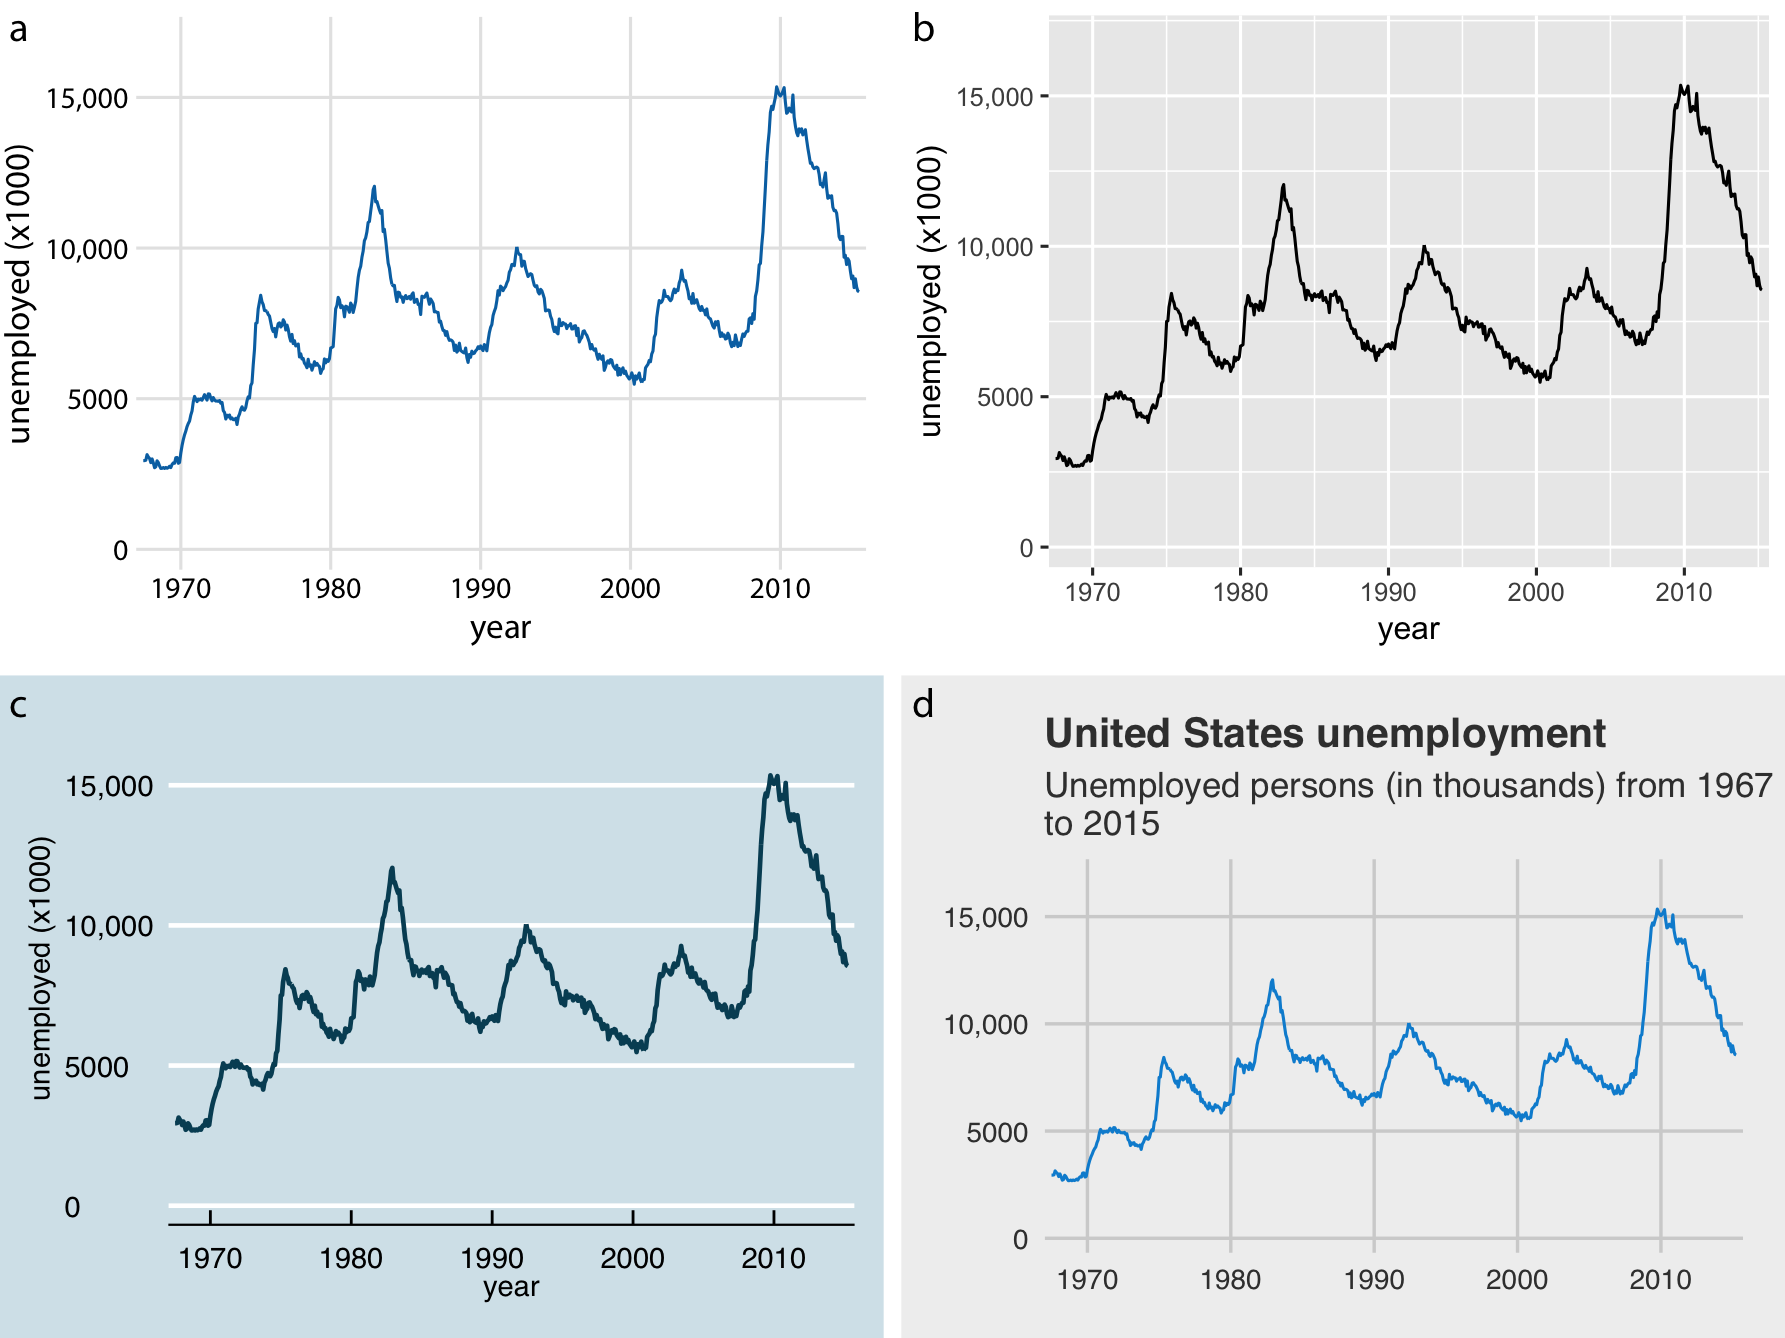 a
15,000
10,000
5000
0
unemployed (x1000)
1970 1980 1990 2000 2010
year
b
15,000
10,000
5000
0
unemployed (x1000)
1970 1980 1990 2000 2010
year
c
15,000
10,000
5000
0
unemployed (x1000)
1970 1980 1990 2000 2010
year
d
United States unemployment
Unemployed persons (in thousands) from 1967
to 2015
15,000
10,000
5000
0
1970 1980 1990 2000 2010